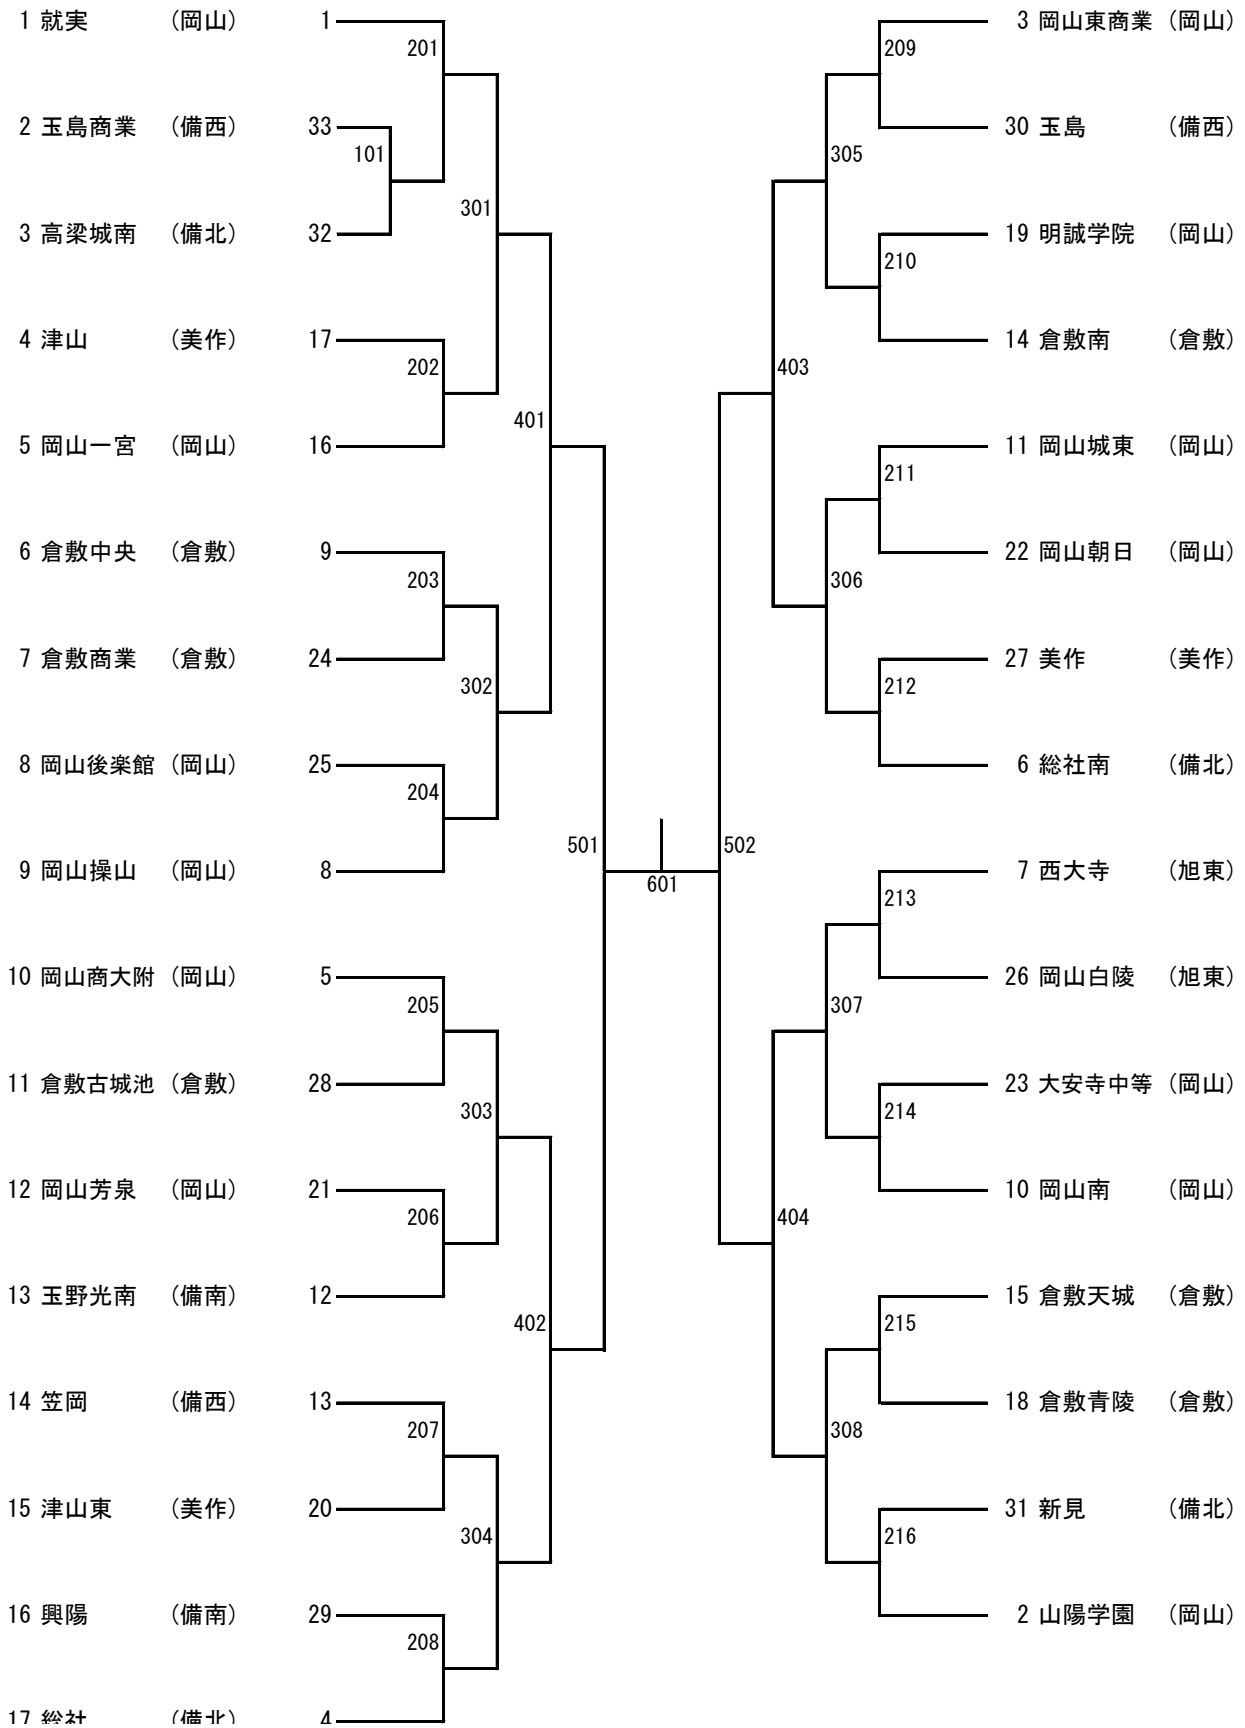 1 就実 （岡山） 1
201
2 玉島商業 （備西） 33
101
3 高梁城南 （備北） 32
301
4 津山 （美作） 17
202
5 岡山一宮 （岡山） 16
401
6 倉敷中央 （倉敷） 9
203
7 倉敷商業 （倉敷） 24
302
8 岡山後楽館 （岡山） 25
204
9 岡山操山 （岡山） 8
501
10 岡山商大附 （岡山） 5
205
11 倉敷古城池 （倉敷） 28
303
12 岡山芳泉 （岡山） 21
206
13 玉野光南 （備南） 12
402
14 笠岡 （備西） 13
207
15 津山東 （美作） 20
304
16 興陽 （備南） 29
208
17 総社 （備北） 4
601
3 岡山東商業 （岡山）
209
30 玉島 （備西）
305
19 明誠学院 （岡山）
210
14 倉敷南 （倉敷）
403
11 岡山城東 （岡山）
211
22 岡山朝日 （岡山）
306
27 美作 （美作）
212
6 総社南 （備北）
502
7 西大寺 （旭東）
213
26 岡山白陵 （旭東）
307
23 大安寺中等 （岡山）
214
10 岡山南 （岡山）
404
15 倉敷天城 （倉敷）
215
18 倉敷青陵 （倉敷）
308
31 新見 （備北）
216
2 山陽学園 （岡山）